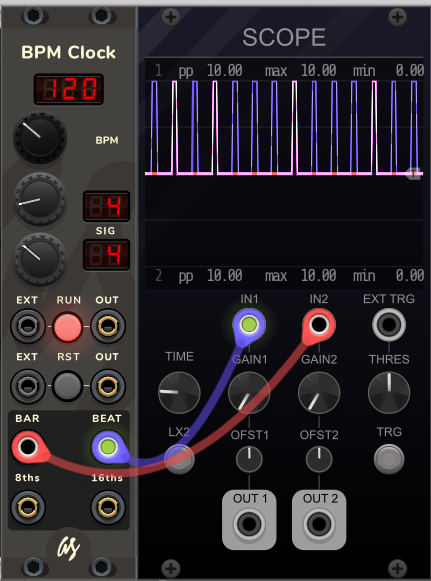 BPM Clock
120
BPM
4
SIG
4
EXT RUN OUT
EXT RST OUT
BAR BEAT
8ths 16ths
as
SCOPE
1 pp 10.00 max 10.00 min 0.00
1
2 pp 10.00 max 10.00 min 0.00
IN1 IN2 EXT TRG
TIME GAIN1 GAIN2 THRES
LX2 OFST1 OFST2 TRG
OUT 1 OUT 2